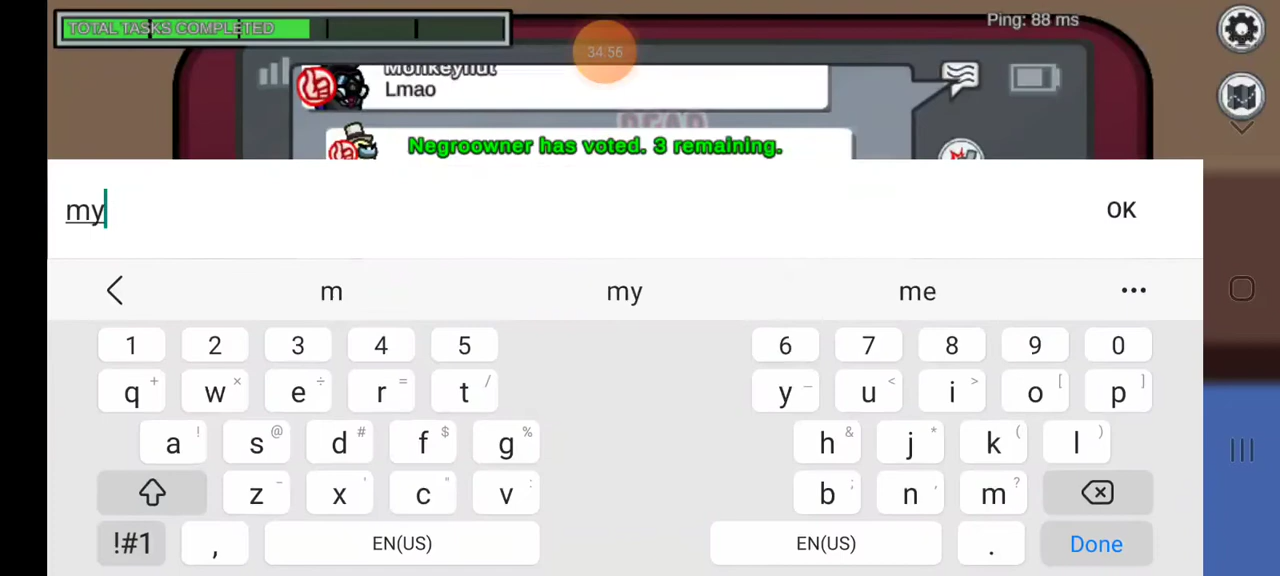 TOTAL TASKS COMPLETED
Ping: 88 ms
34:56
Monkeynut
Lmao
DEAD
Negroowner has voted. 3 remaining.
my
OK
m
my
me
1 2 3 4 5 6 7 8 9 0
q + w × e ÷ r = t / y _ u < i > o [ p ]
a ! s @ d # f $ g % h & j * k ( l )
z - x ' c " v : b ; n , m ?
!#1 , EN(US) EN(US) . Done